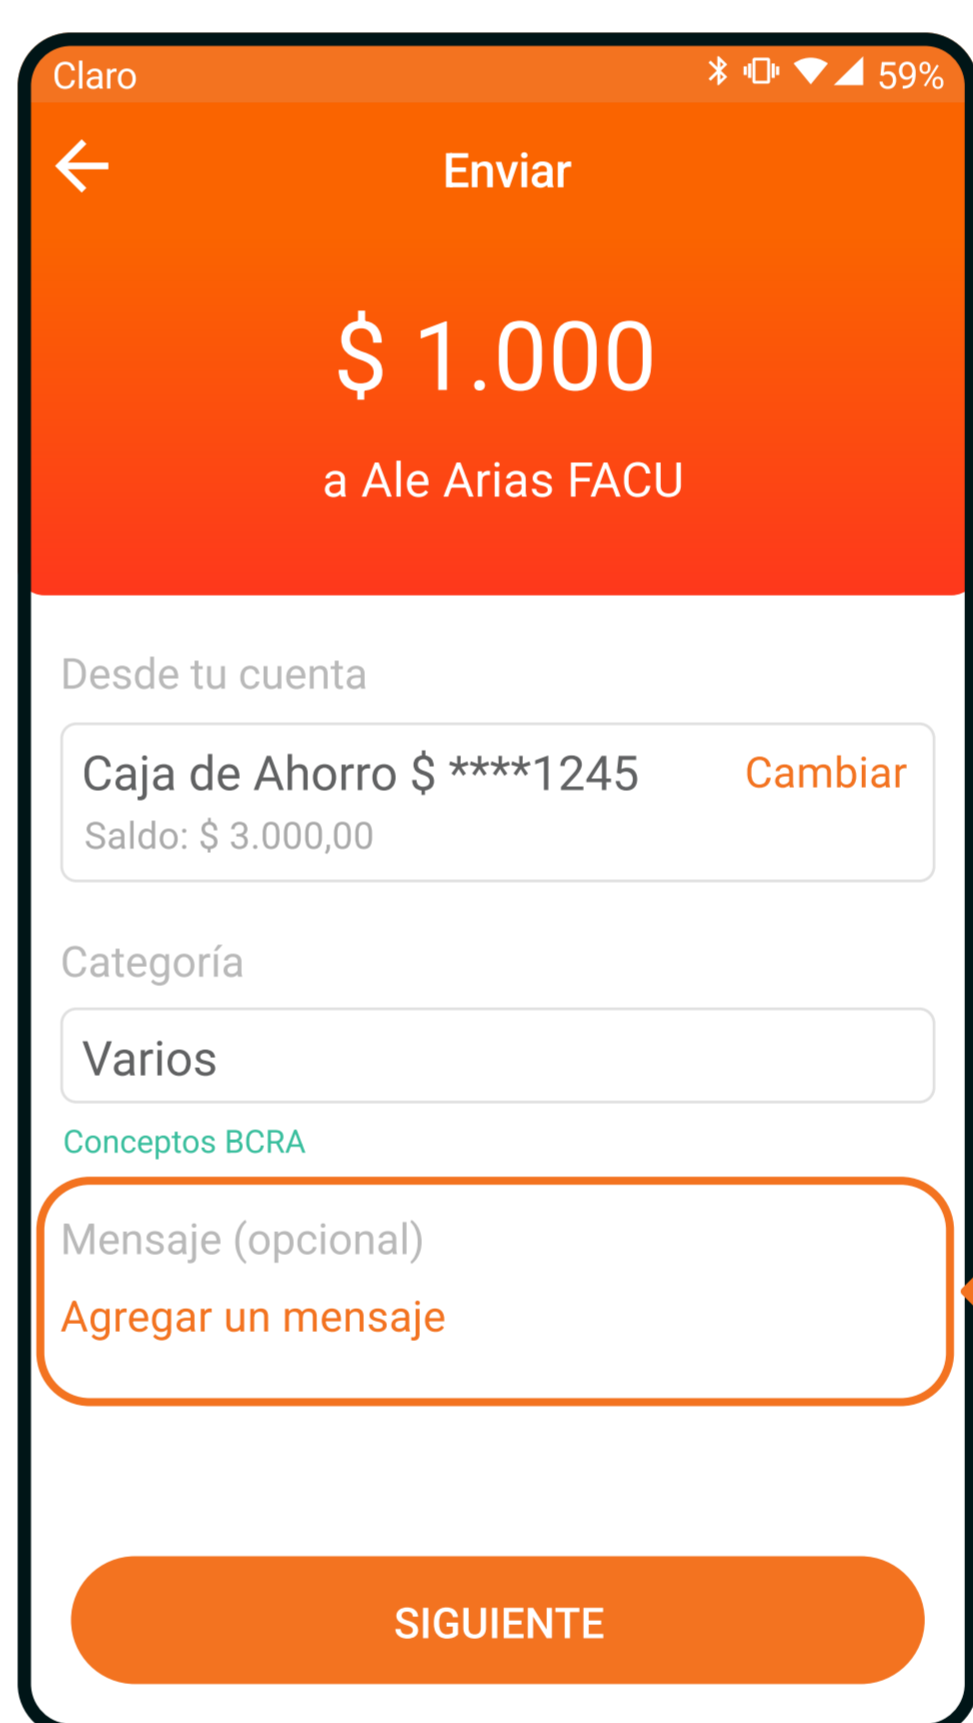 Claro 59%
Enviar
$ 1.000
a Ale Arias FACU
Desde tu cuenta
Caja de Ahorro $ ****1245 Cambiar
Saldo: $ 3.000,00
Categoría
Varios
Conceptos BCRA
Mensaje (opcional)
Agregar un mensaje
SIGUIENTE